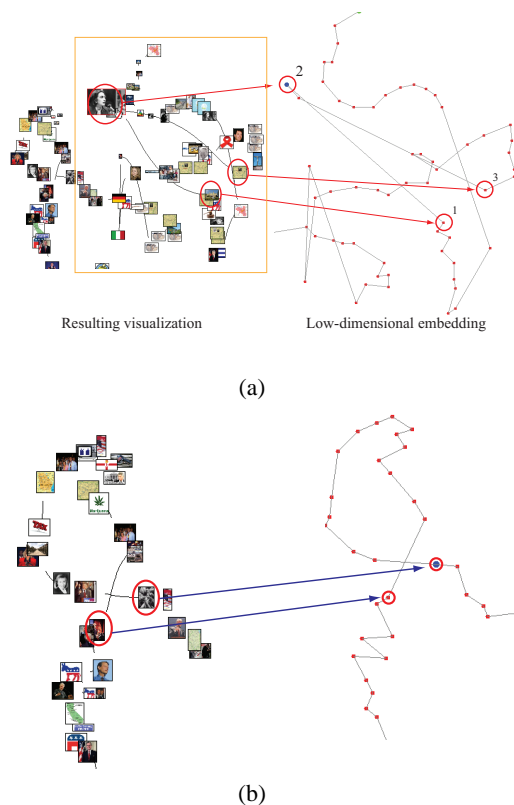 2
3
1
Resulting visualization
Low-dimensional embedding
(a)
(b)